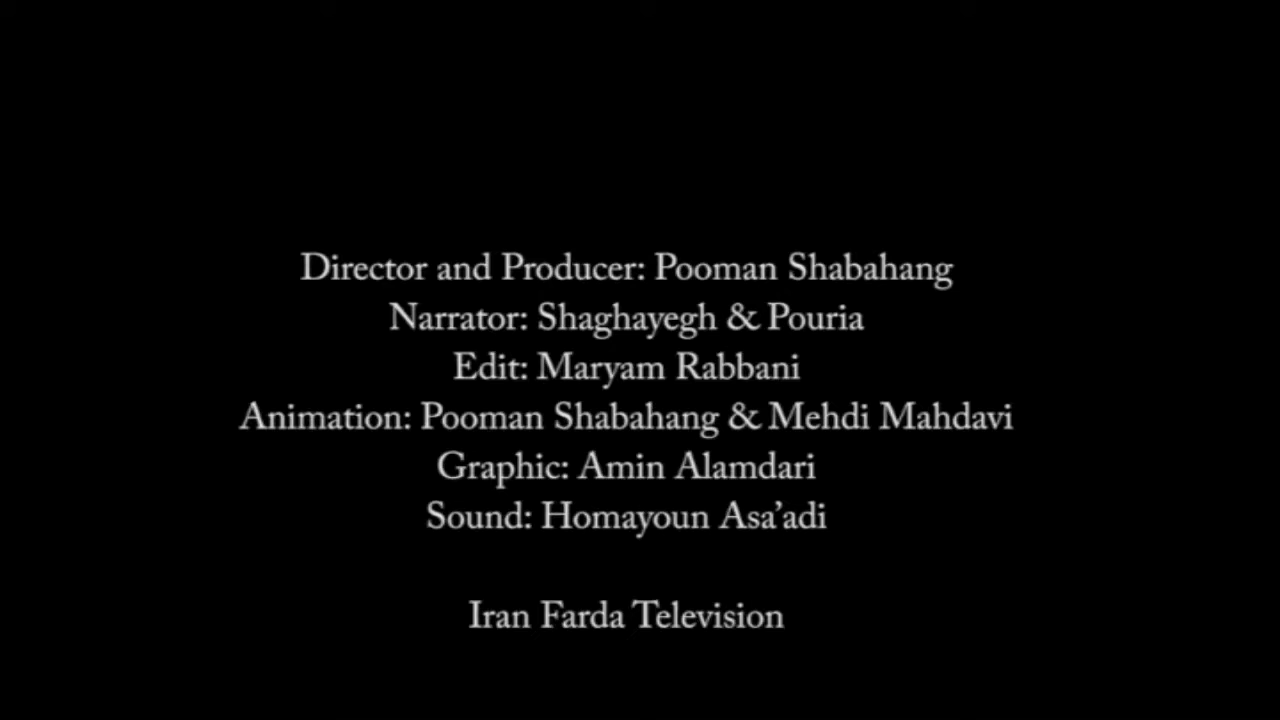 Director and Producer: Pooman Shabahang
Narrator: Shaghayegh & Pouria
Edit: Maryam Rabbani
Animation: Pooman Shabahang & Mehdi Mahdavi
Graphic: Amin Alamdari
Sound: Homayoun Asa’adi
Iran Farda Television